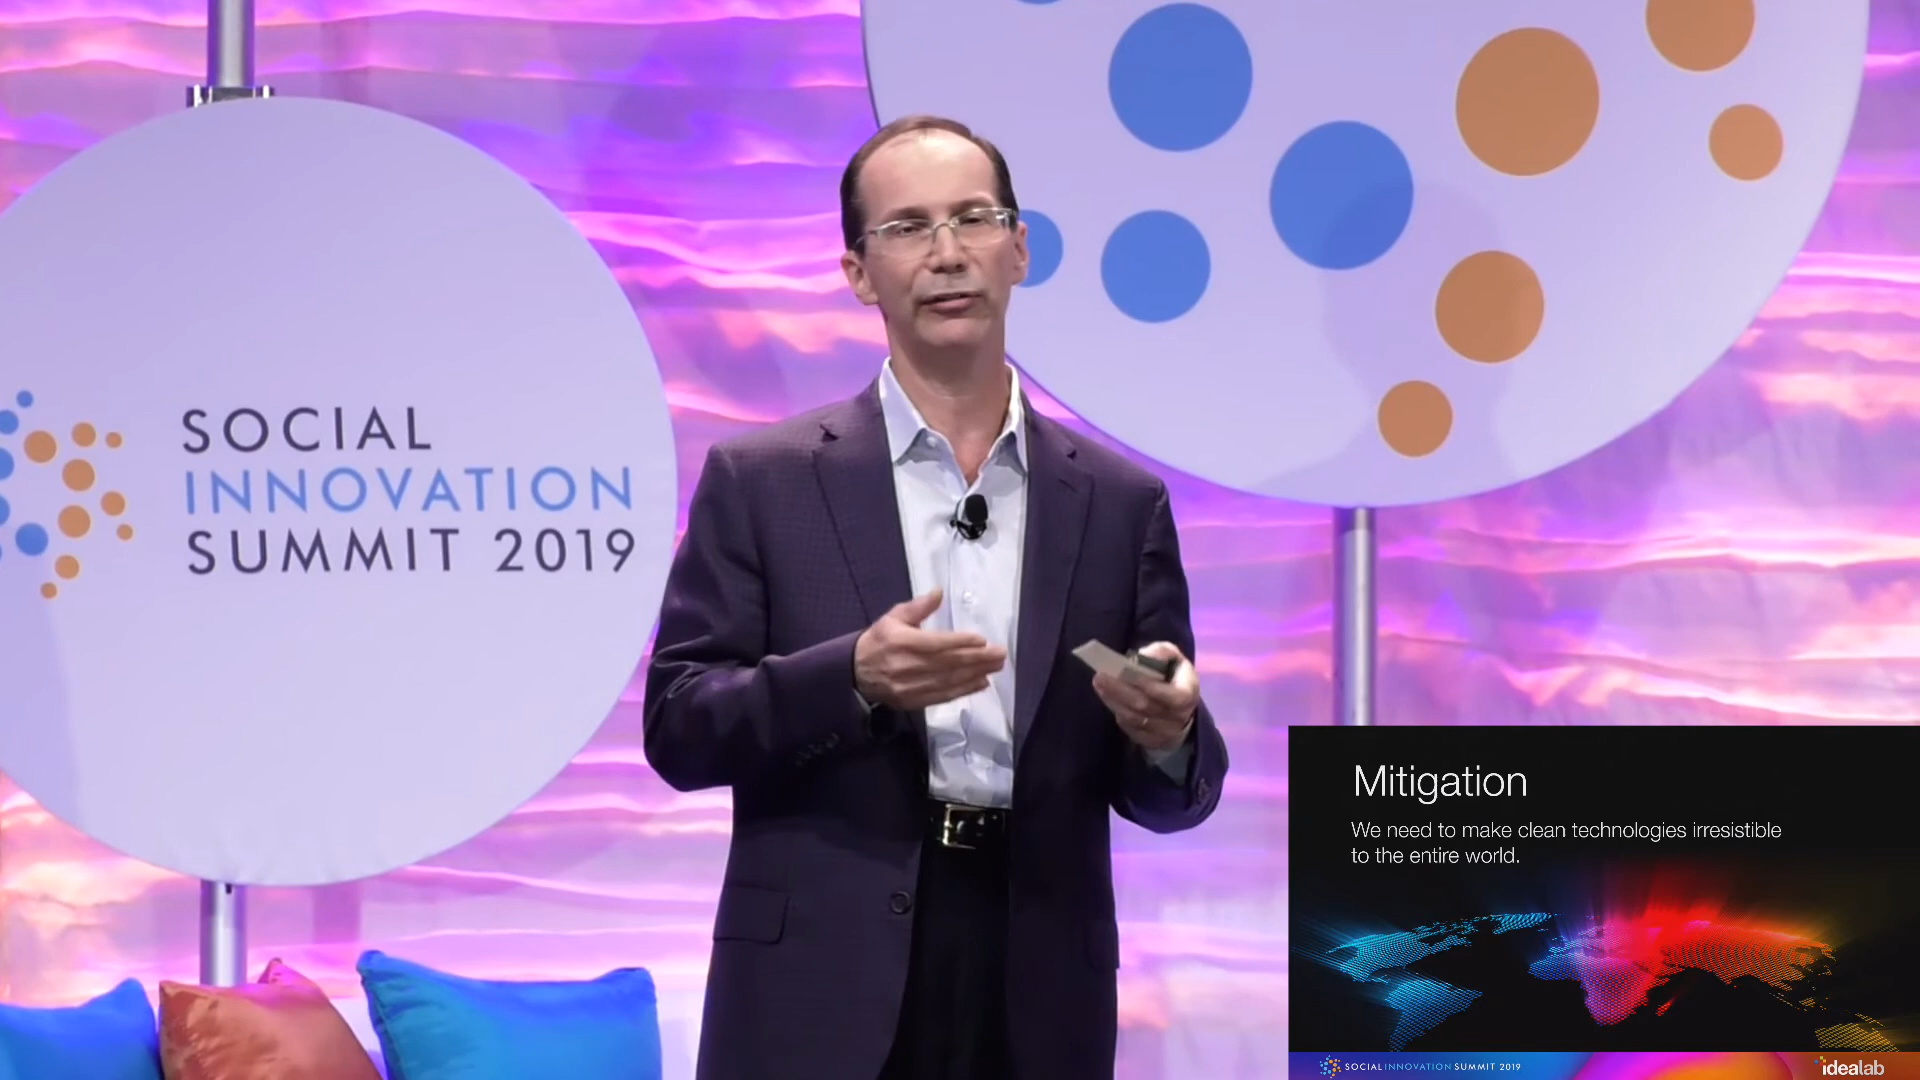 SOCIAL
INNOVATION
SUMMIT 2019
Mitigation
We need to make clean technologies irresistible
to the entire world.
SOCIAL INNOVATION SUMMIT 2019
idealab